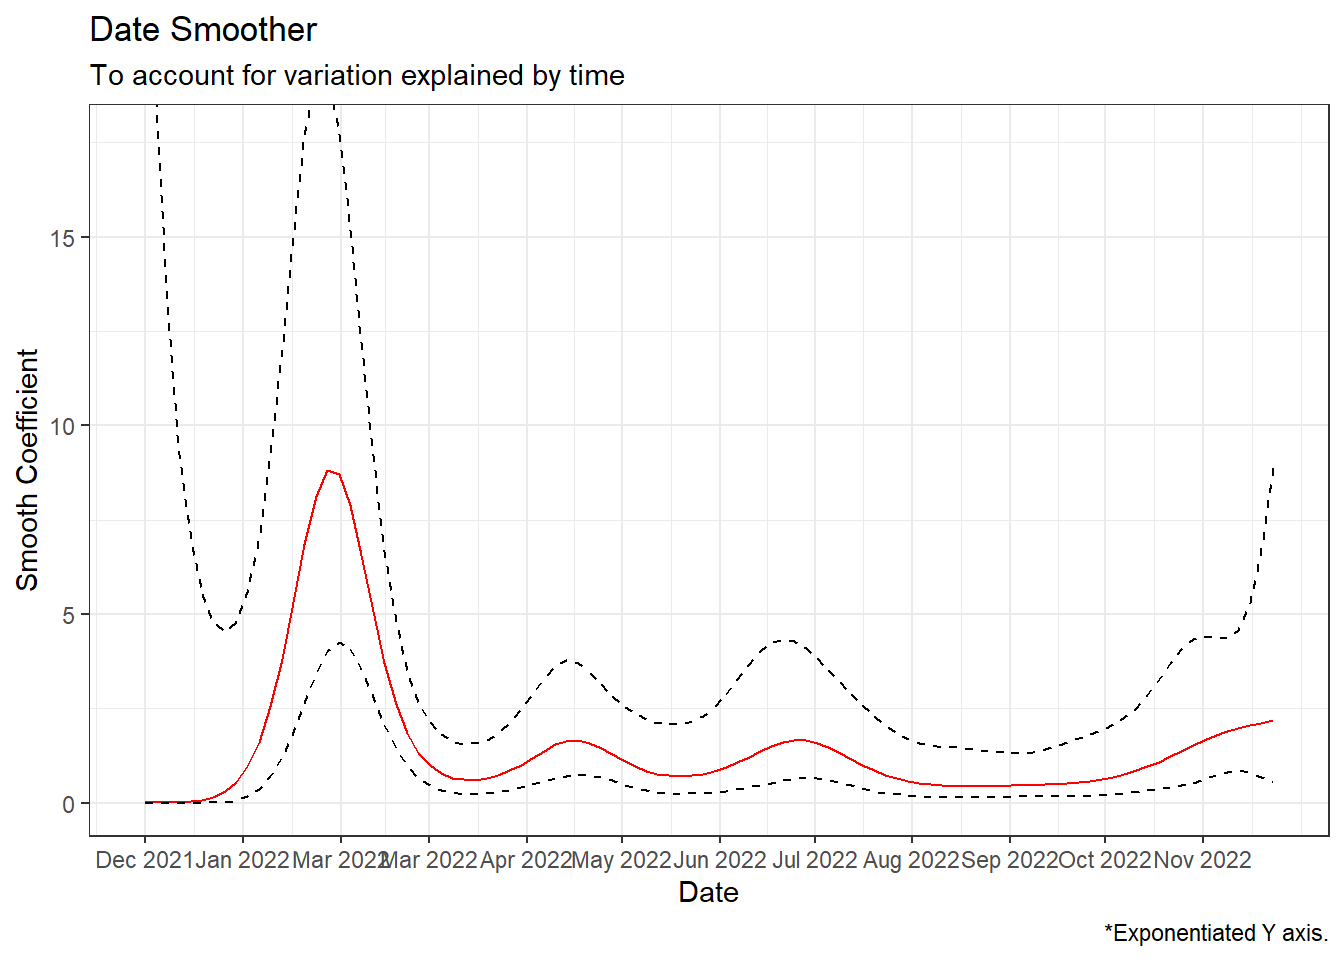 Date Smoother
To account for variation explained by time
Smooth Coefficient
15
10
5
0
Dec 2021 Jan 2022 Mar 2022 Mar 2022 Apr 2022 May 2022 Jun 2022 Jul 2022 Aug 2022 Sep 2022 Oct 2022 Nov 2022
Date
*Exponentiated Y axis.